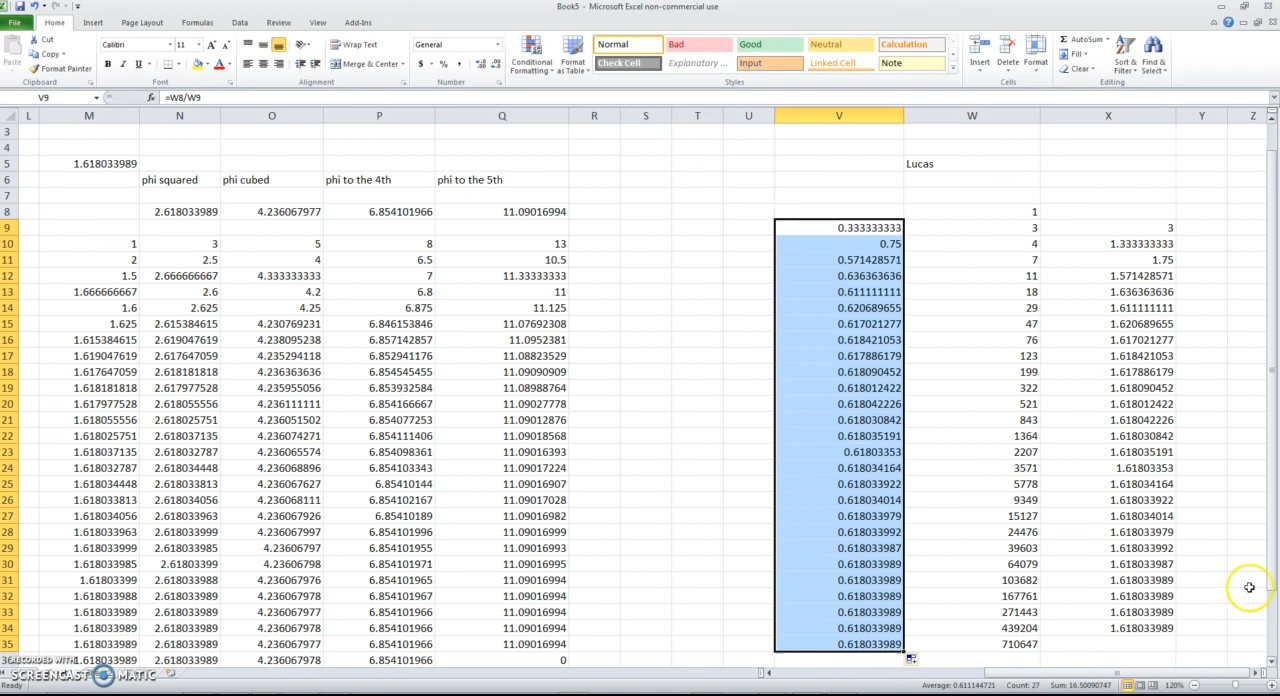 Book5 - Microsoft Excel non-commercial use
File Home Insert Page Layout Formulas Data Review View Add-Ins
Cut
Copy
Format Painter
Paste
Clipboard
Calibri 11
B I U
Font
Wrap Text
Merge & Center
Alignment
General
$ % ,
Number
Conditional Formatting
Format as Table
Normal Bad Good Neutral Calculation
Check Cell Explanatory ... Input Linked Cell Note
Styles
Insert Delete Format
Cells
Σ AutoSum
Fill
Clear
Sort & Filter
Find & Select
Editing
V9 fx =W8/W9
L M N O P Q R S T U V W X Y Z
3
4
5 1.618033989 Lucas
6 phi squared phi cubed phi to the 4th phi to the 5th
7
8 2.618033989 4.236067977 6.854101966 11.09016994 1
9 0.333333333 3 3
10 1 3 5 8 13 0.75 4 1.333333333
11 2 2.5 4 6.5 10.5 0.571428571 7 1.75
12 1.5 2.666666667 4.333333333 7 11.33333333 0.636363636 11 1.571428571
13 1.666666667 2.6 4.2 6.8 11 0.611111111 18 1.636363636
14 1.6 2.625 4.25 6.875 11.125 0.620689655 29 1.611111111
15 1.625 2.615384615 4.230769231 6.846153846 11.07692308 0.617021277 47 1.620689655
16 1.615384615 2.619047619 4.238095238 6.857142857 11.0952381 0.618421053 76 1.617021277
17 1.619047619 2.617647059 4.235294118 6.852941176 11.08823529 0.617886179 123 1.618421053
18 1.617647059 2.618181818 4.236363636 6.854545455 11.09090909 0.618090452 199 1.617886179
19 1.618181818 2.617977528 4.235955056 6.853932584 11.08988764 0.618012422 322 1.618090452
20 1.617977528 2.618055556 4.236111111 6.854166667 11.09027778 0.618042226 521 1.618012422
21 1.618055556 2.618025751 4.236051502 6.854077253 11.09012876 0.618030842 843 1.618042226
22 1.618025751 2.618037135 4.236074271 6.854111406 11.09018568 0.618035191 1364 1.618030842
23 1.618037135 2.618032787 4.236065574 6.854098361 11.09016393 0.61803353 2207 1.618035191
24 1.618032787 2.618034448 4.236068896 6.854103343 11.09017224 0.618034164 3571 1.61803353
25 1.618034448 2.618033813 4.236067627 6.85410144 11.09016907 0.618033922 5778 1.618034164
26 1.618033813 2.618034056 4.236068111 6.854102167 11.09017028 0.618034014 9349 1.618033922
27 1.618034056 2.618033963 4.236067926 6.85410189 11.09016982 0.618033979 15127 1.618034014
28 1.618033963 2.618033999 4.236067997 6.854101996 11.09016999 0.618033992 24476 1.618033979
29 1.618033999 2.618033985 4.23606797 6.854101955 11.09016993 0.618033987 39603 1.618033992
30 1.618033985 2.61803399 4.23606798 6.854101971 11.09016995 0.618033989 64079 1.618033987
31 1.61803399 2.618033988 4.236067976 6.854101965 11.09016994 0.618033989 103682 1.618033989
32 1.618033988 2.618033989 4.236067978 6.854101967 11.09016994 0.618033989 167761 1.618033989
33 1.618033989 2.618033989 4.236067977 6.854101966 11.09016994 0.618033989 271443 1.618033989
34 1.618033989 2.618033989 4.236067978 6.854101966 11.09016994 0.618033989 439204 1.618033989
35 1.618033989 2.618033989 4.236067977 6.854101966 11.09016994 0.618033989 710647
36 1.618033989 2.618033989 4.236067978 6.854101966 0
RECORDED WITH
SCREENCAST MATIC
Ready Average: 0.611144721 Count: 27 Sum: 16.50090747 120%